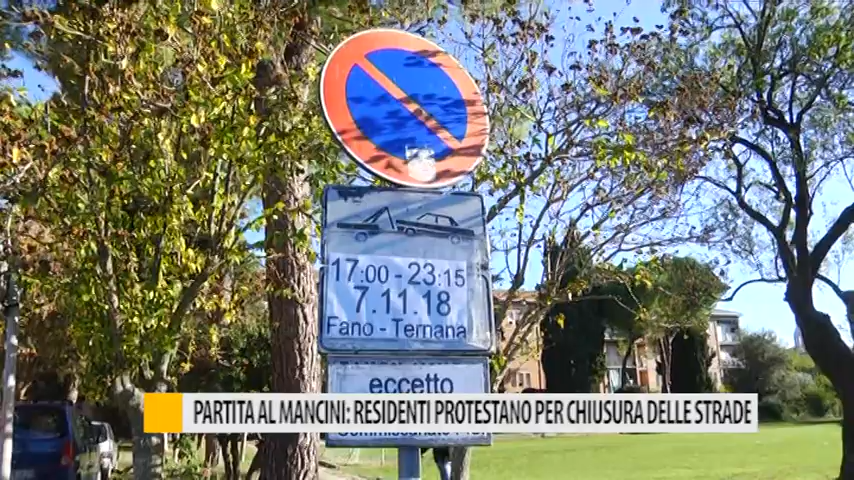 17:00 - 23:15
7.11.18
Fano - Ternana
eccetto
PARTITA AL MANCINI: RESIDENTI PROTESTANO PER CHIUSURA DELLE STRADE